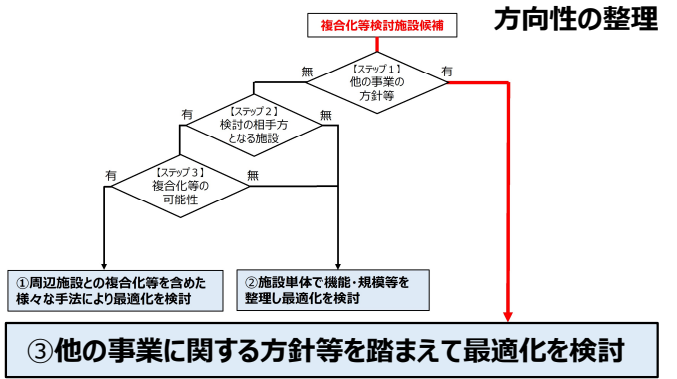 方向性の整理
複合化等検討施設候補
【ステップ１】
他の事業の
方針等
無
有
【ステップ２】
検討の相手方
となる施設
有
無
【ステップ３】
複合化等の
可能性
有
無
①周辺施設との複合化等を含めた
様々な手法により最適化を検討
②施設単体で機能・規模等を
整理し最適化を検討
③他の事業に関する方針等を踏まえて最適化を検討